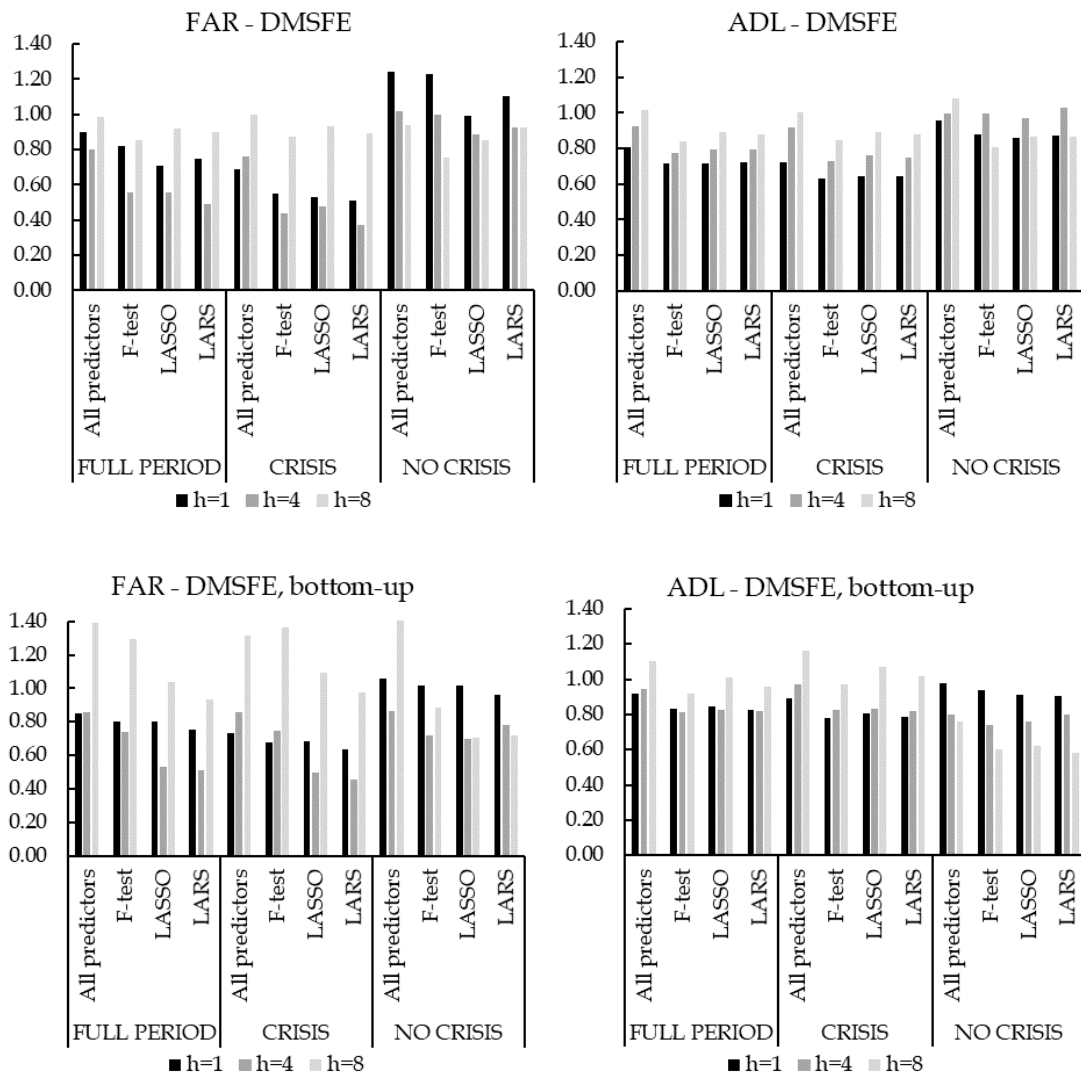 FAR - DMSFE
1.40
1.20
1.00
0.80
0.60
0.40
0.20
0.00
All predictors
F-test
LASSO
LARS
All predictors
F-test
LASSO
LARS
All predictors
F-test
LASSO
LARS
FULL PERIOD CRISIS NO CRISIS
h=1 h=4 h=8
ADL - DMSFE
1.40
1.20
1.00
0.80
0.60
0.40
0.20
0.00
All predictors
F-test
LASSO
LARS
All predictors
F-test
LASSO
LARS
All predictors
F-test
LASSO
LARS
FULL PERIOD CRISIS NO CRISIS
h=1 h=4 h=8
FAR - DMSFE, bottom-up
1.40
1.20
1.00
0.80
0.60
0.40
0.20
0.00
All predictors
F-test
LASSO
LARS
All predictors
F-test
LASSO
LARS
All predictors
F-test
LASSO
LARS
FULL PERIOD CRISIS NO CRISIS
h=1 h=4 h=8
ADL - DMSFE, bottom-up
1.40
1.20
1.00
0.80
0.60
0.40
0.20
0.00
All predictors
F-test
LASSO
LARS
All predictors
F-test
LASSO
LARS
All predictors
F-test
LASSO
LARS
FULL PERIOD CRISIS NO CRISIS
h=1 h=4 h=8